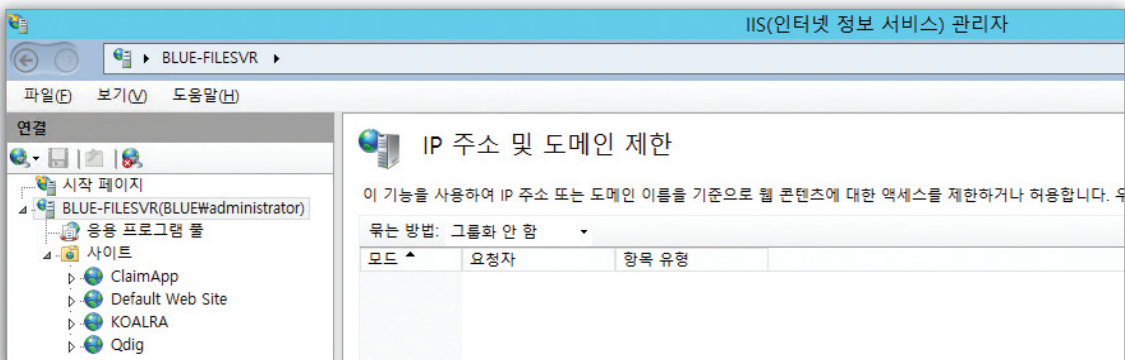 IIS(인터넷 정보 서비스) 관리자
BLUE-FILESVR
파일(F) 보기(V) 도움말(H)
연결
시작 페이지
BLUE-FILESVR(BLUE₩administrator)
응용 프로그램 풀
사이트
ClaimApp
Default Web Site
KOALRA
Qdig
IP 주소 및 도메인 제한
이 기능을 사용하여 IP 주소 또는 도메인 이름을 기준으로 웹 콘텐츠에 대한 액세스를 제한하거나 허용합니다.
묶는 방법: 그룹화 안 함
모드 요청자 항목 유형